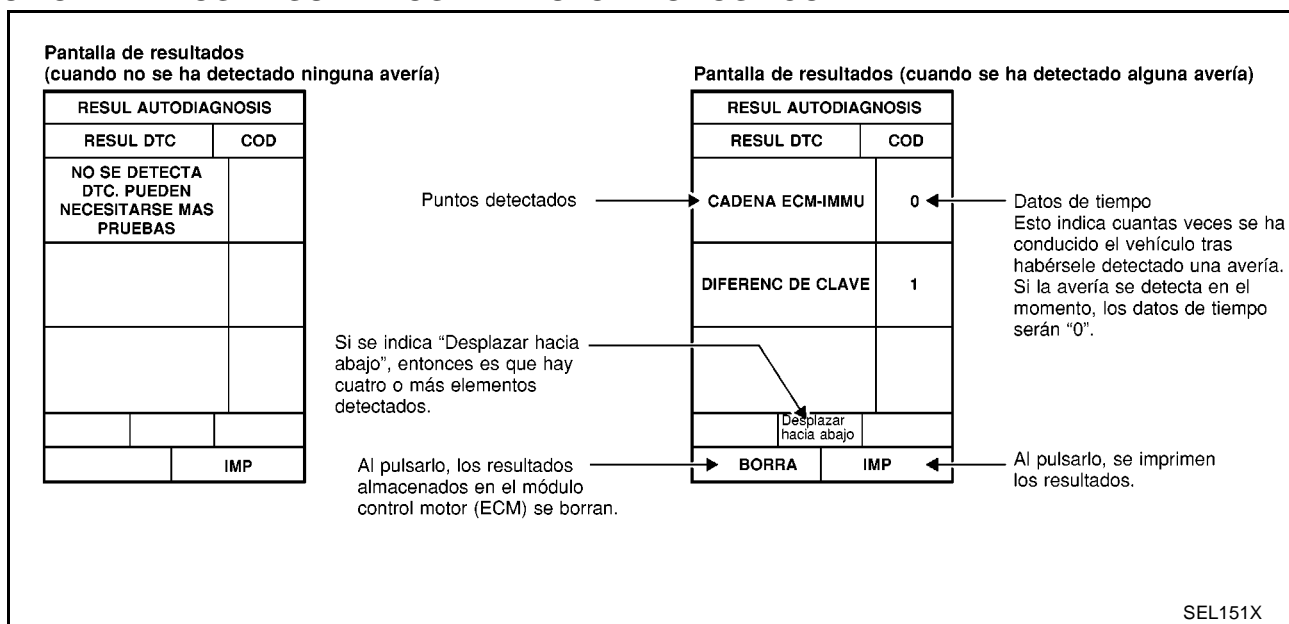 Pantalla de resultados
(cuando no se ha detectado ninguna avería)
RESUL AUTODIAGNOSIS
RESUL DTC
COD
NO SE DETECTA
DTC. PUEDEN
NECESITARSE MAS
PRUEBAS
IMP
Pantalla de resultados (cuando se ha detectado alguna avería)
RESUL AUTODIAGNOSIS
RESUL DTC
COD
Puntos detectados
CADENA ECM-IMMU
0
Datos de tiempo
Esto indica cuantas veces se ha
conducido el vehículo tras
habérsele detectado una avería.
Si la avería se detecta en el
momento, los datos de tiempo
serán “0”.
DIFERENC DE CLAVE
1
Si se indica “Desplazar hacia
abajo”, entonces es que hay
cuatro o más elementos
detectados.
Desplazar
hacia abajo
Al pulsarlo, los resultados
almacenados en el módulo
control motor (ECM) se borran.
BORRA
IMP
Al pulsarlo, se imprimen
los resultados.
SEL151X